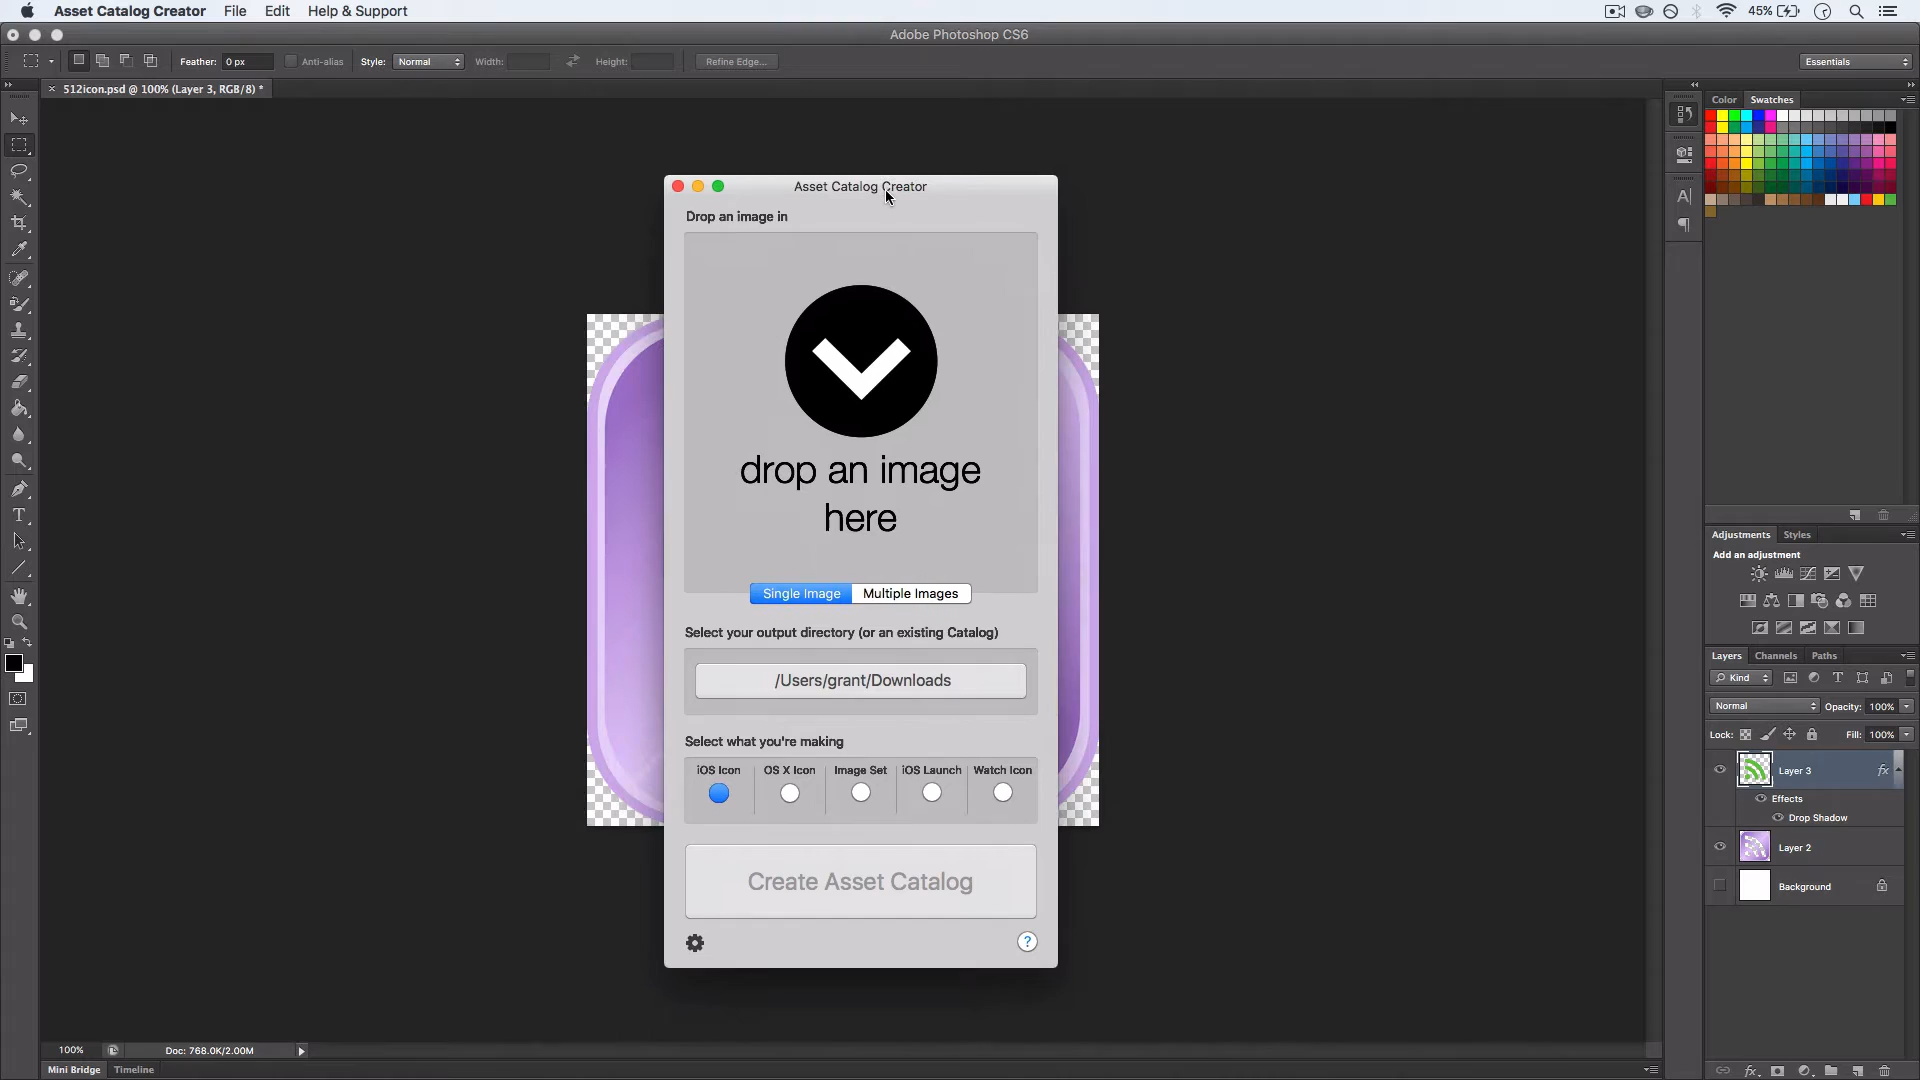 Asset Catalog Creator File Edit Help & Support 45%
Adobe Photoshop CS6
Feather: 0 px Anti-alias Style: Normal Width: Height: Refine Edge... Essentials
× 512icon.psd @ 100% (Layer 3, RGB/8) *
Color Swatches
Asset Catalog Creator
Drop an image in
drop an image
here
Single Image Multiple Images
Select your output directory (or an existing Catalog)
/Users/grant/Downloads
Select what you're making
iOS Icon OS X Icon Image Set iOS Launch Watch Icon
Create Asset Catalog
?
Adjustments Styles
Add an adjustment
Layers Channels Paths
Kind
Normal Opacity: 100%
Lock: Fill: 100%
Layer 3 fx
Effects
Drop Shadow
Layer 2
Background
100% Doc: 768.0K/2.00M
Mini Bridge Timeline